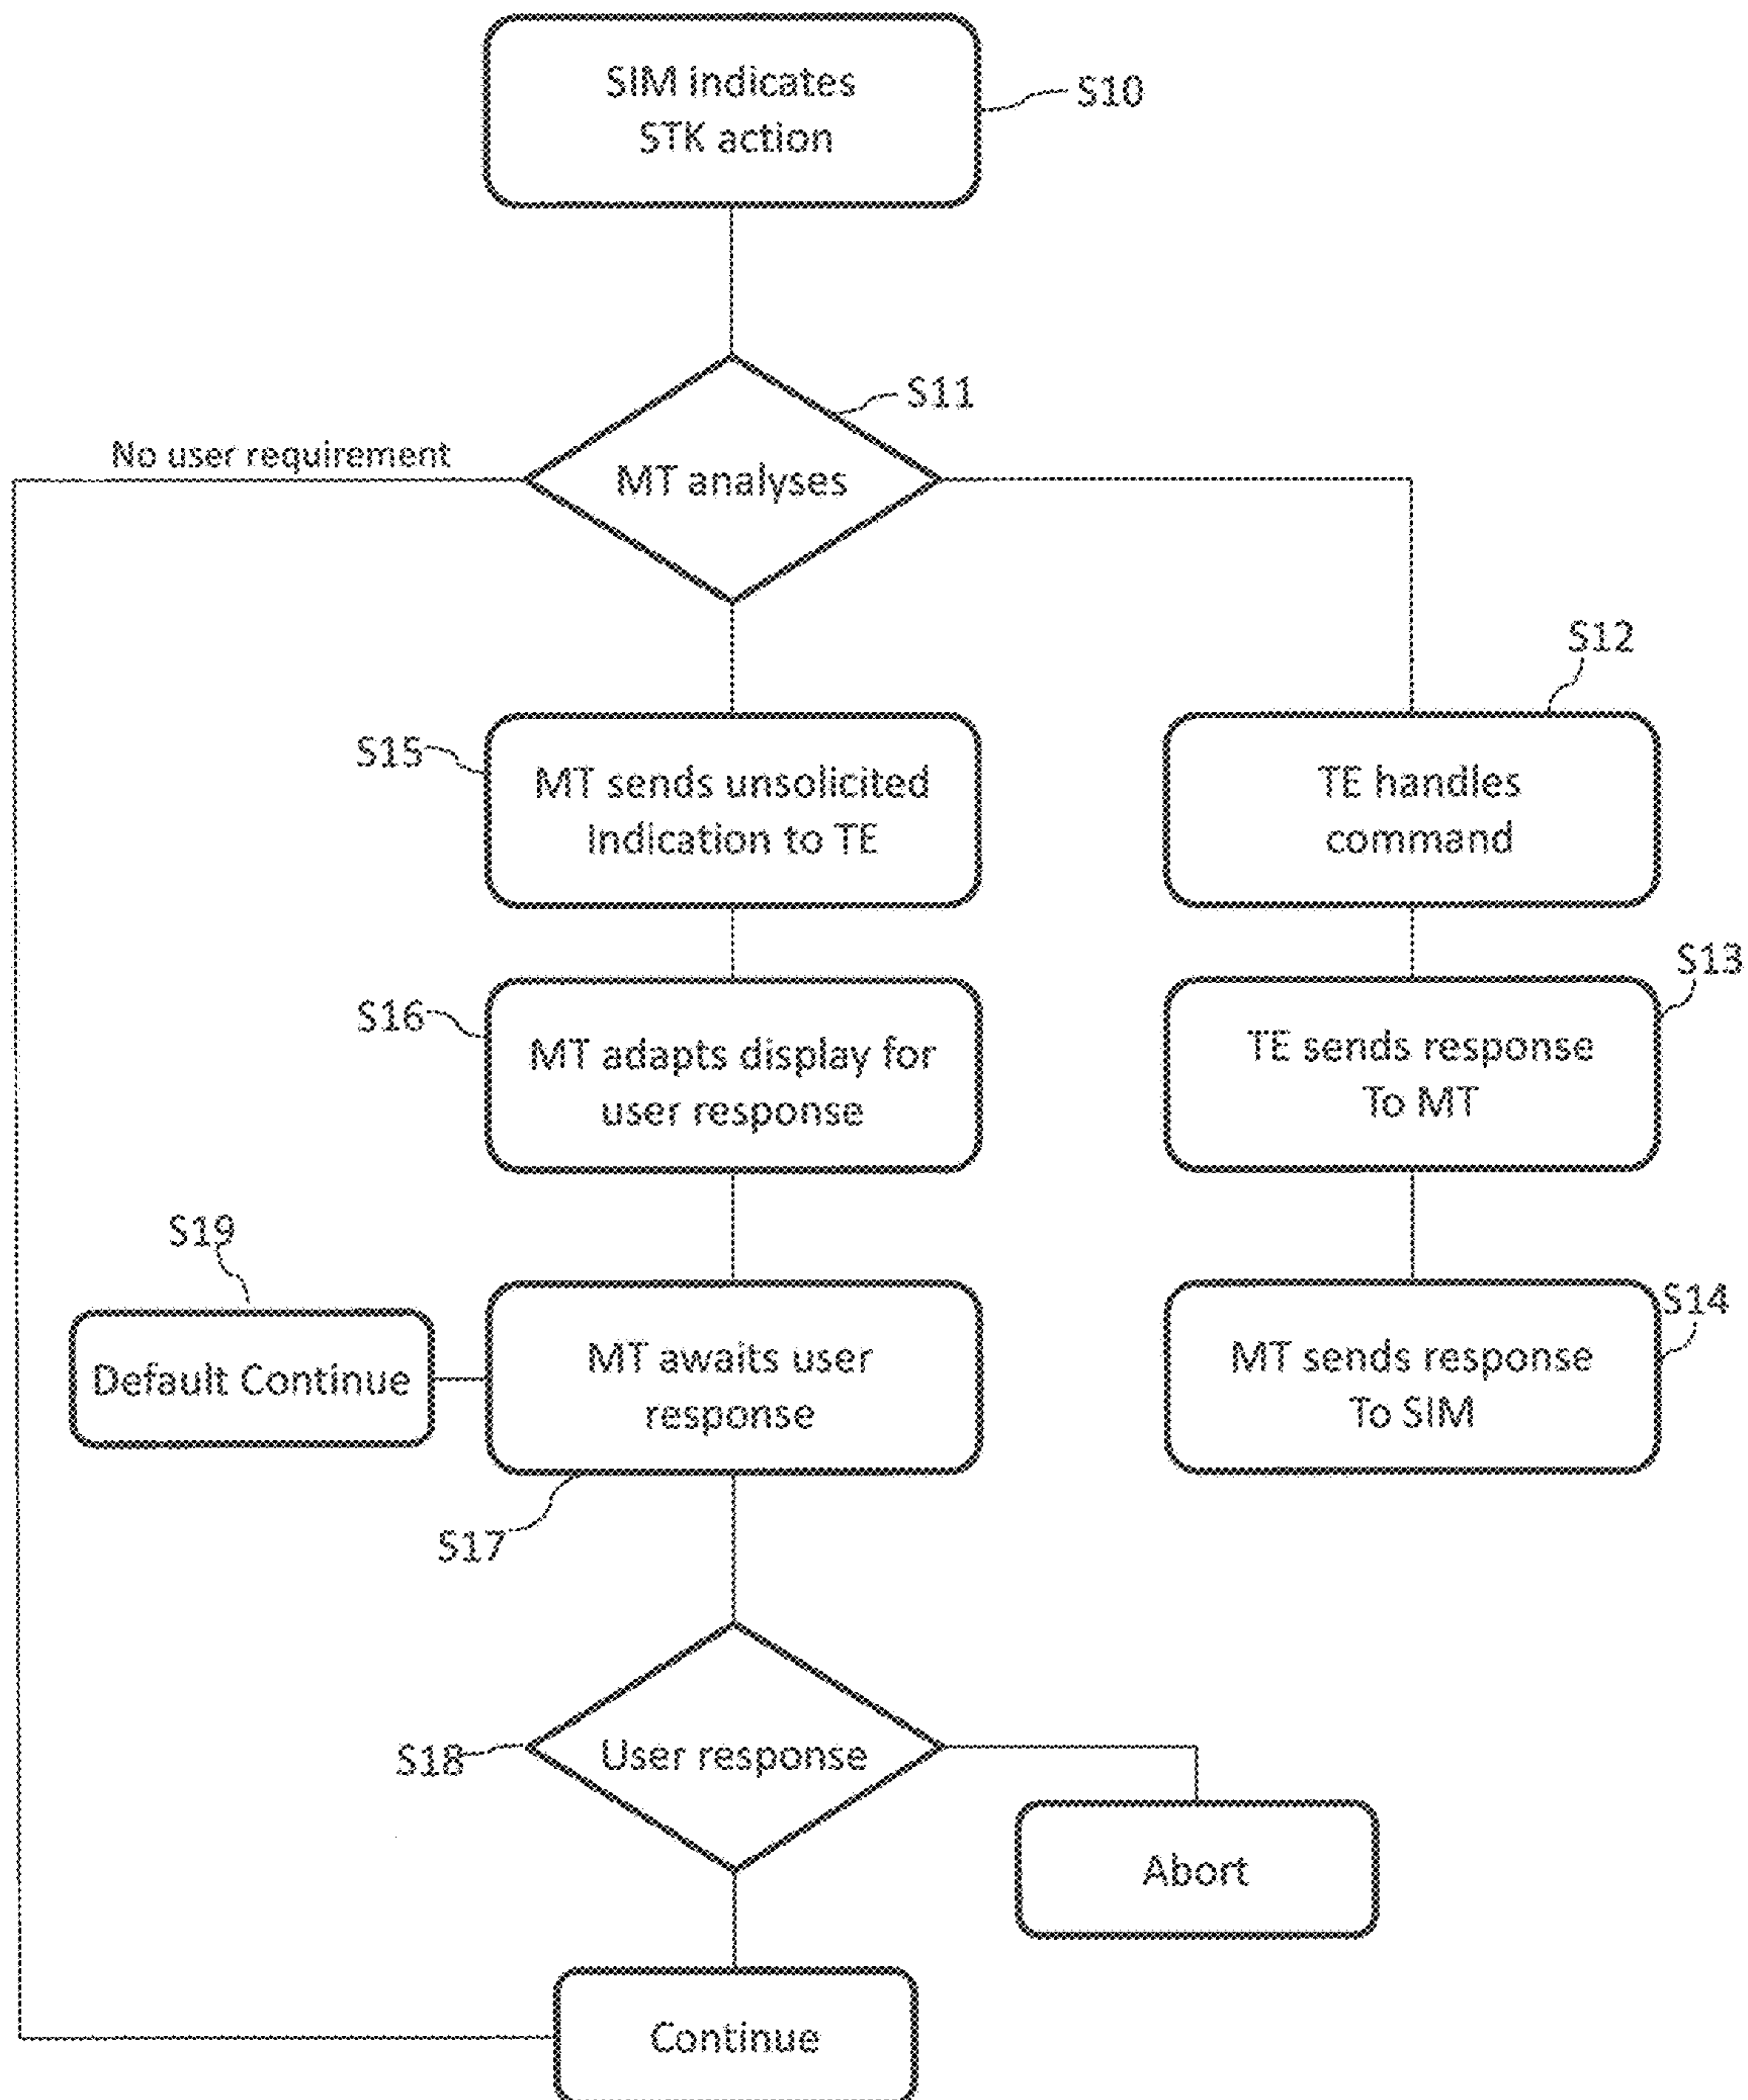 SIM indicates
STK action
S10
S11
No user requirement
MT analyses
S12
S15
MT sends unsolicited
Indication to TE
TE handles
command
S13
S16
MT adapts display for
user response
TE sends response
To MT
S19
S14
Default Continue
MT awaits user
response
MT sends response
To SIM
S17
S18
User response
Abort
Continue